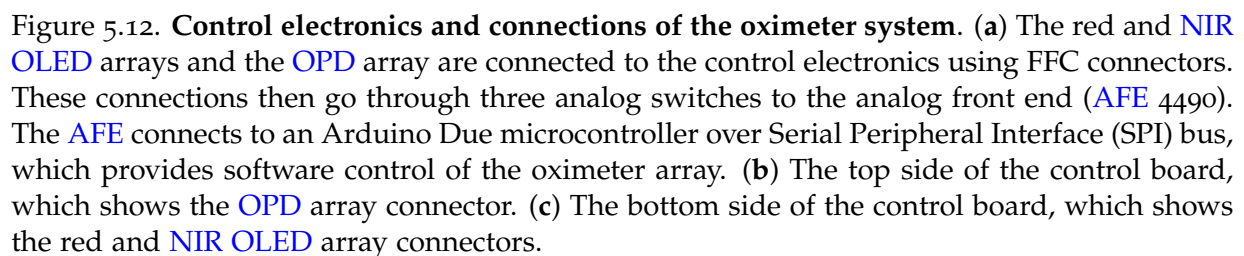 Figure 5.12. Control electronics and connections of the oximeter system. (a) The red and NIR
OLED arrays and the OPD array are connected to the control electronics using FFC connectors.
These connections then go through three analog switches to the analog front end (AFE 4490).
The AFE connects to an Arduino Due microcontroller over Serial Peripheral Interface (SPI) bus,
which provides software control of the oximeter array. (b) The top side of the control board,
which shows the OPD array connector. (c) The bottom side of the control board, which shows
the red and NIR OLED array connectors.